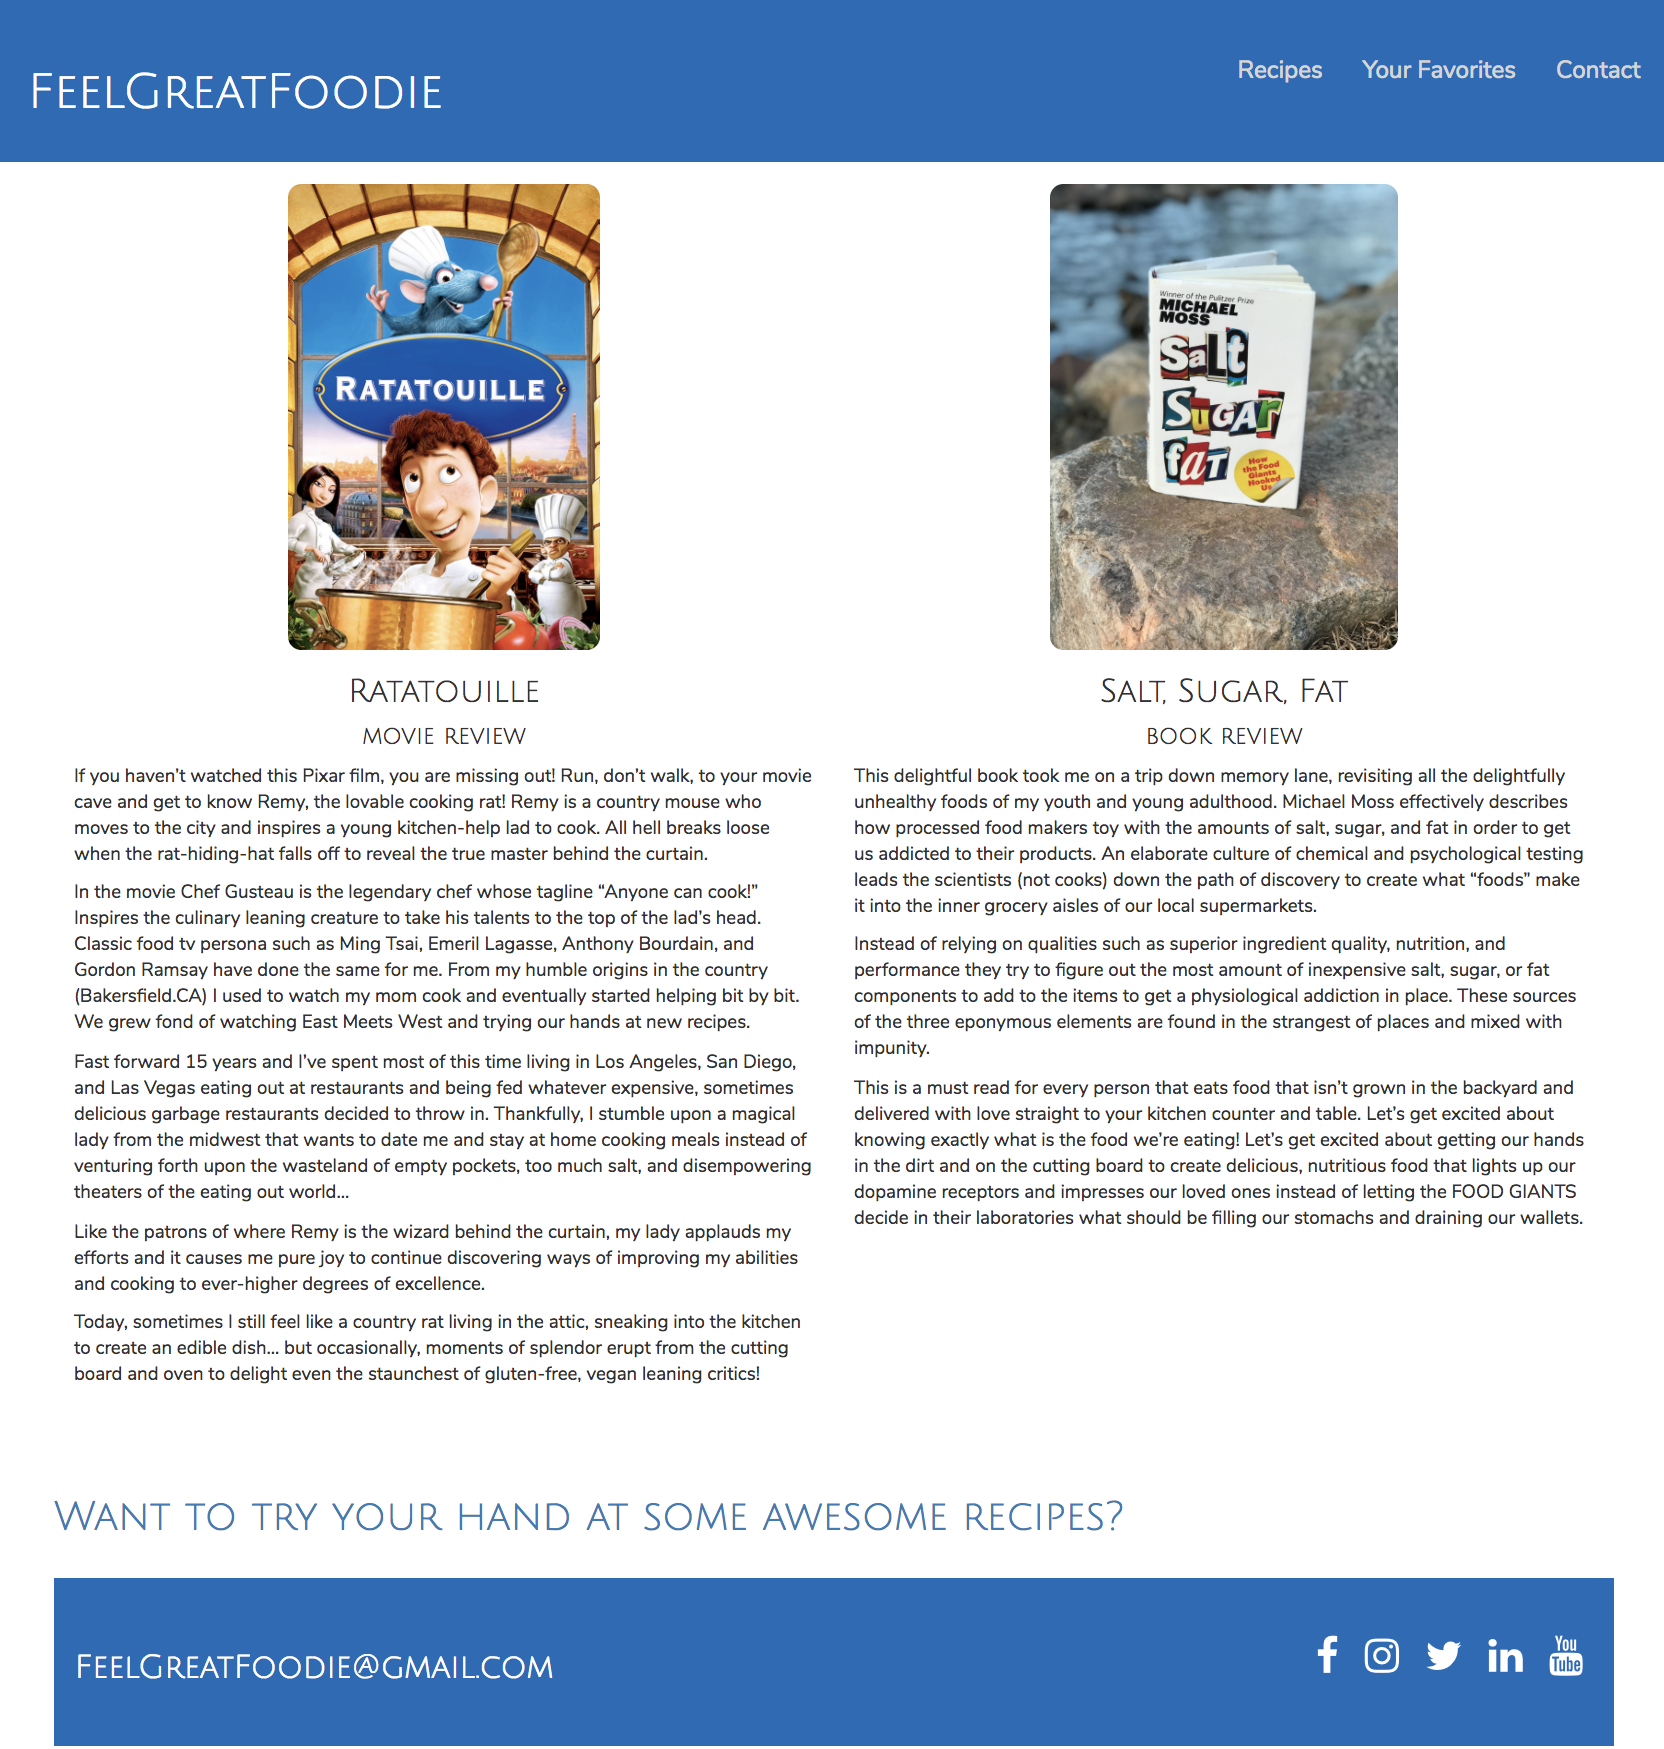 FeelGreatFoodie
Recipes Your Favorites Contact
RATATOUILLE
Winner of the Pulitzer Prize
MICHAEL
MOSS
Salt
SUGAr
fAT
How
the Food
Giants
Hooked
Us
Ratatouille
movie review
If you haven’t watched this Pixar film, you are missing out! Run, don’t walk, to your movie
cave and get to know Remy, the lovable cooking rat! Remy is a country mouse who
moves to the city and inspires a young kitchen-help lad to cook. All hell breaks loose
when the rat-hiding-hat falls off to reveal the true master behind the curtain.
In the movie Chef Gusteau is the legendary chef whose tagline “Anyone can cook!”
Inspires the culinary leaning creature to take his talents to the top of the lad’s head.
Classic food tv persona such as Ming Tsai, Emeril Lagasse, Anthony Bourdain, and
Gordon Ramsay have done the same for me. From my humble origins in the country
(Bakersfield.CA) I used to watch my mom cook and eventually started helping bit by bit.
We grew fond of watching East Meets West and trying our hands at new recipes.
Fast forward 15 years and I’ve spent most of this time living in Los Angeles, San Diego,
and Las Vegas eating out at restaurants and being fed whatever expensive, sometimes
delicious garbage restaurants decided to throw in. Thankfully, I stumble upon a magical
lady from the midwest that wants to date me and stay at home cooking meals instead of
venturing forth upon the wasteland of empty pockets, too much salt, and disempowering
theaters of the eating out world...
Like the patrons of where Remy is the wizard behind the curtain, my lady applauds my
efforts and it causes me pure joy to continue discovering ways of improving my abilities
and cooking to ever-higher degrees of excellence.
Today, sometimes I still feel like a country rat living in the attic, sneaking into the kitchen
to create an edible dish... but occasionally, moments of splendor erupt from the cutting
board and oven to delight even the staunchest of gluten-free, vegan leaning critics!
Salt, Sugar, Fat
book review
This delightful book took me on a trip down memory lane, revisiting all the delightfully
unhealthy foods of my youth and young adulthood. Michael Moss effectively describes
how processed food makers toy with the amounts of salt, sugar, and fat in order to get
us addicted to their products. An elaborate culture of chemical and psychological testing
leads the scientists (not cooks) down the path of discovery to create what “foods” make
it into the inner grocery aisles of our local supermarkets.
Instead of relying on qualities such as superior ingredient quality, nutrition, and
performance they try to figure out the most amount of inexpensive salt, sugar, or fat
components to add to the items to get a physiological addiction in place. These sources
of the three eponymous elements are found in the strangest of places and mixed with
impunity.
This is a must read for every person that eats food that isn’t grown in the backyard and
delivered with love straight to your kitchen counter and table. Let’s get excited about
knowing exactly what is the food we’re eating! Let’s get excited about getting our hands
in the dirt and on the cutting board to create delicious, nutritious food that lights up our
dopamine receptors and impresses our loved ones instead of letting the FOOD GIANTS
decide in their laboratories what should be filling our stomachs and draining our wallets.
Want to try your hand at some awesome recipes?
FeelGreatFoodie@gmail.com
You
Tube